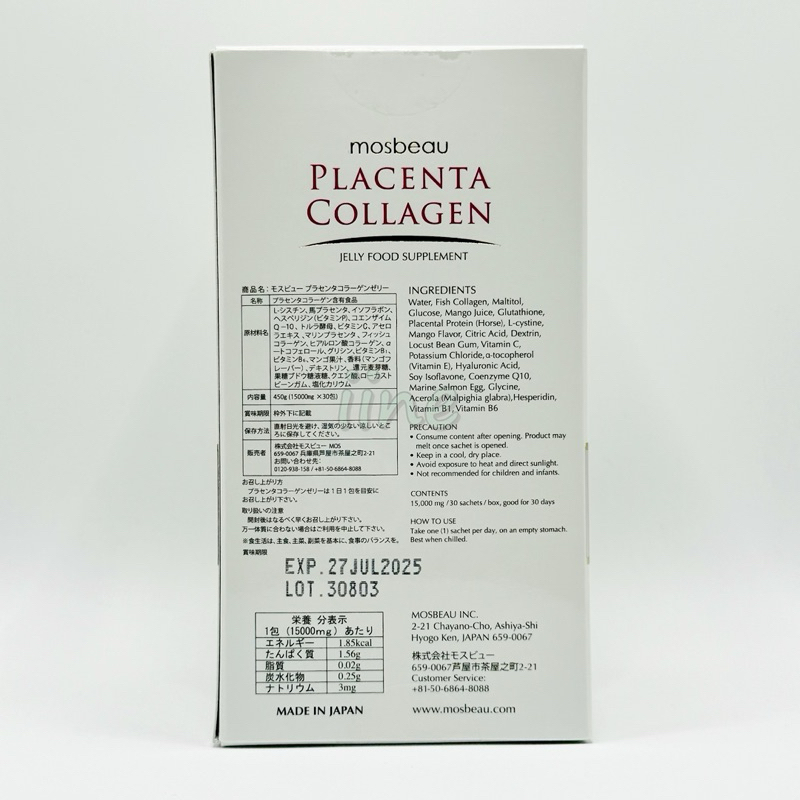 mosbeau
PLACENTA
COLLAGEN
JELLY FOOD SUPPLEMENT
商品名：モスビュー プラセンタコラーゲンゼリー
名称 プラセンタコラーゲン含有食品
原材料名
L-シスチン、馬プラセンタ、イソフラボン、
ヘスペリジン(ビタミンP)、コエンザイム
Q-10、トルラ酵母、ビタミンC、アセロ
ラエキス、マリンプラセンタ、フィッシュ
コラーゲン、ヒアルロン酸コラーゲン、α
ートコフェロール、グリシン、ビタミンB1、
ビタミンB6、マンゴ果汁、香料(マンゴフ
レーバー)、デキストリン、還元麦芽糖、
果糖ブドウ糖液糖、クエン酸、ローカスト
ビーンガム、塩化カリウム
内容量 450g (15000mg ×30包)
賞味期限 枠外下に記載
保存方法 直射日光を避け、湿気の少ない涼しいとこ
ろに保存してください。
販売者
株式会社モスビュー MOS
659-0067 兵庫県芦屋市茶屋之町2-21
お問い合わせ先：
0120-938-158 / +81-50-6864-8088
お召し上がり方
プラセンタコラーゲンゼリーは1日1包を目安に
お召し上がり下さい。
取り扱いの注意
開封後はなるべく早くお召し上がり下さい。
万一体質に合わない場合はご利用を中止して下さい。
※食生活は、主食、主菜、副菜を基本に、食事のバランスを。
賞味期限
EXP.27JUL2025
LOT.30803
栄養 分表示
1包 (15000mg) あたり
エネルギー 1.85kcal
たんぱく質 1.56g
脂質 0.02g
炭水化物 0.25g
ナトリウム 3mg
MADE IN JAPAN
INGREDIENTS
Water, Fish Collagen, Maltitol,
Glucose, Mango Juice, Glutathione,
Placental Protein (Horse), L-cystine,
Mango Flavor, Citric Acid, Dextrin,
Locust Bean Gum, Vitamin C,
Potassium Chloride,α-tocopherol
(Vitamin E), Hyaluronic Acid,
Soy Isoflavone, Coenzyme Q10,
Marine Salmon Egg, Glycine,
Acerola (Malpighia glabra),Hesperidin,
Vitamin B1, Vitamin B6
PRECAUTION
• Consume content after opening. Product may
melt once sachet is opened.
• Keep in a cool, dry place.
• Avoid exposure to heat and direct sunlight.
• Not recommended for children and infants.
CONTENTS
15,000 mg /30 sachets / box, good for 30 days
HOW TO USE
Take one (1) sachet per day, on an empty stomach.
Best when chilled.
MOSBEAU INC.
2-21 Chayano-Cho, Ashiya-Shi
Hyogo Ken, JAPAN 659-0067
株式会社モスビュー
659-0067芦屋市茶屋之町2-21
Customer Service:
+81-50-6864-8088
www.mosbeau.com
iine